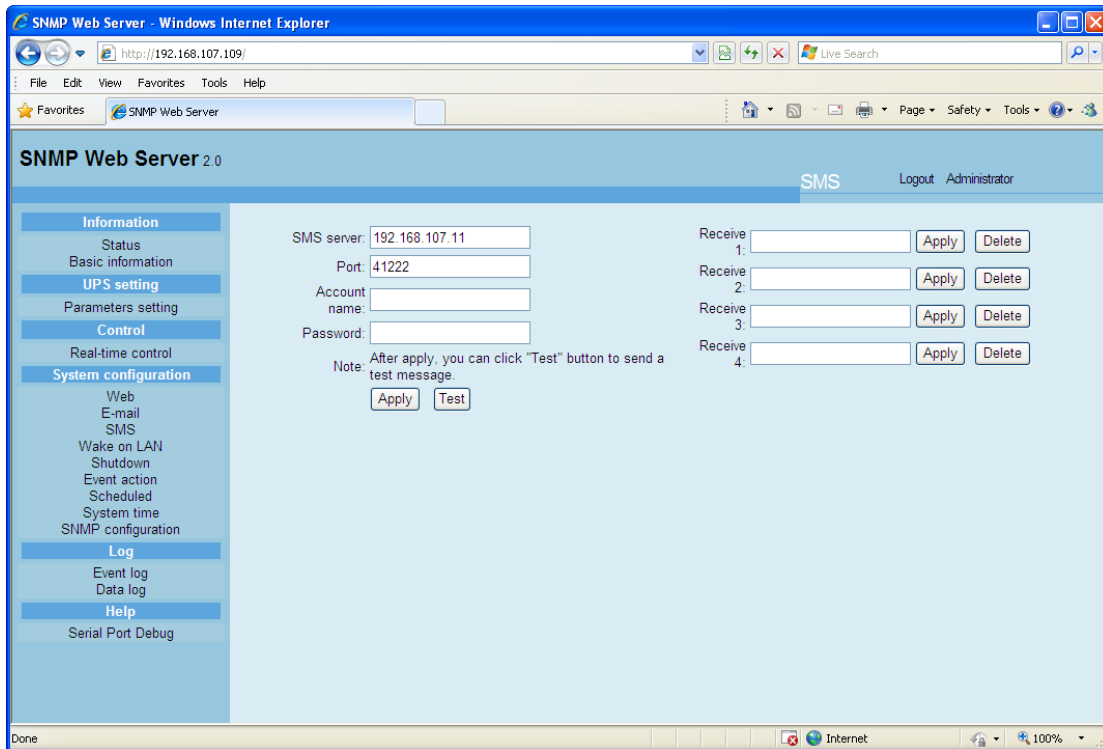 SNMP Web Server - Windows Internet Explorer
http://192.168.107.109/
Live Search
File Edit View Favorites Tools Help
Favorites SNMP Web Server Page Safety Tools
SNMP Web Server 2.0
SMS Logout Administrator
Information
Status
Basic information
UPS setting
Parameters setting
Control
Real-time control
System configuration
Web
E-mail
SMS
Wake on LAN
Shutdown
Event action
Scheduled
System time
SNMP configuration
Log
Event log
Data log
Help
Serial Port Debug
SMS server: 192.168.107.11
Port: 41222
Account
name:
Password:
Note: After apply, you can click "Test" button to send a
test message.
Apply Test
Receive
1: Apply Delete
Receive
2: Apply Delete
Receive
3: Apply Delete
Receive
4: Apply Delete
Done Internet 100%